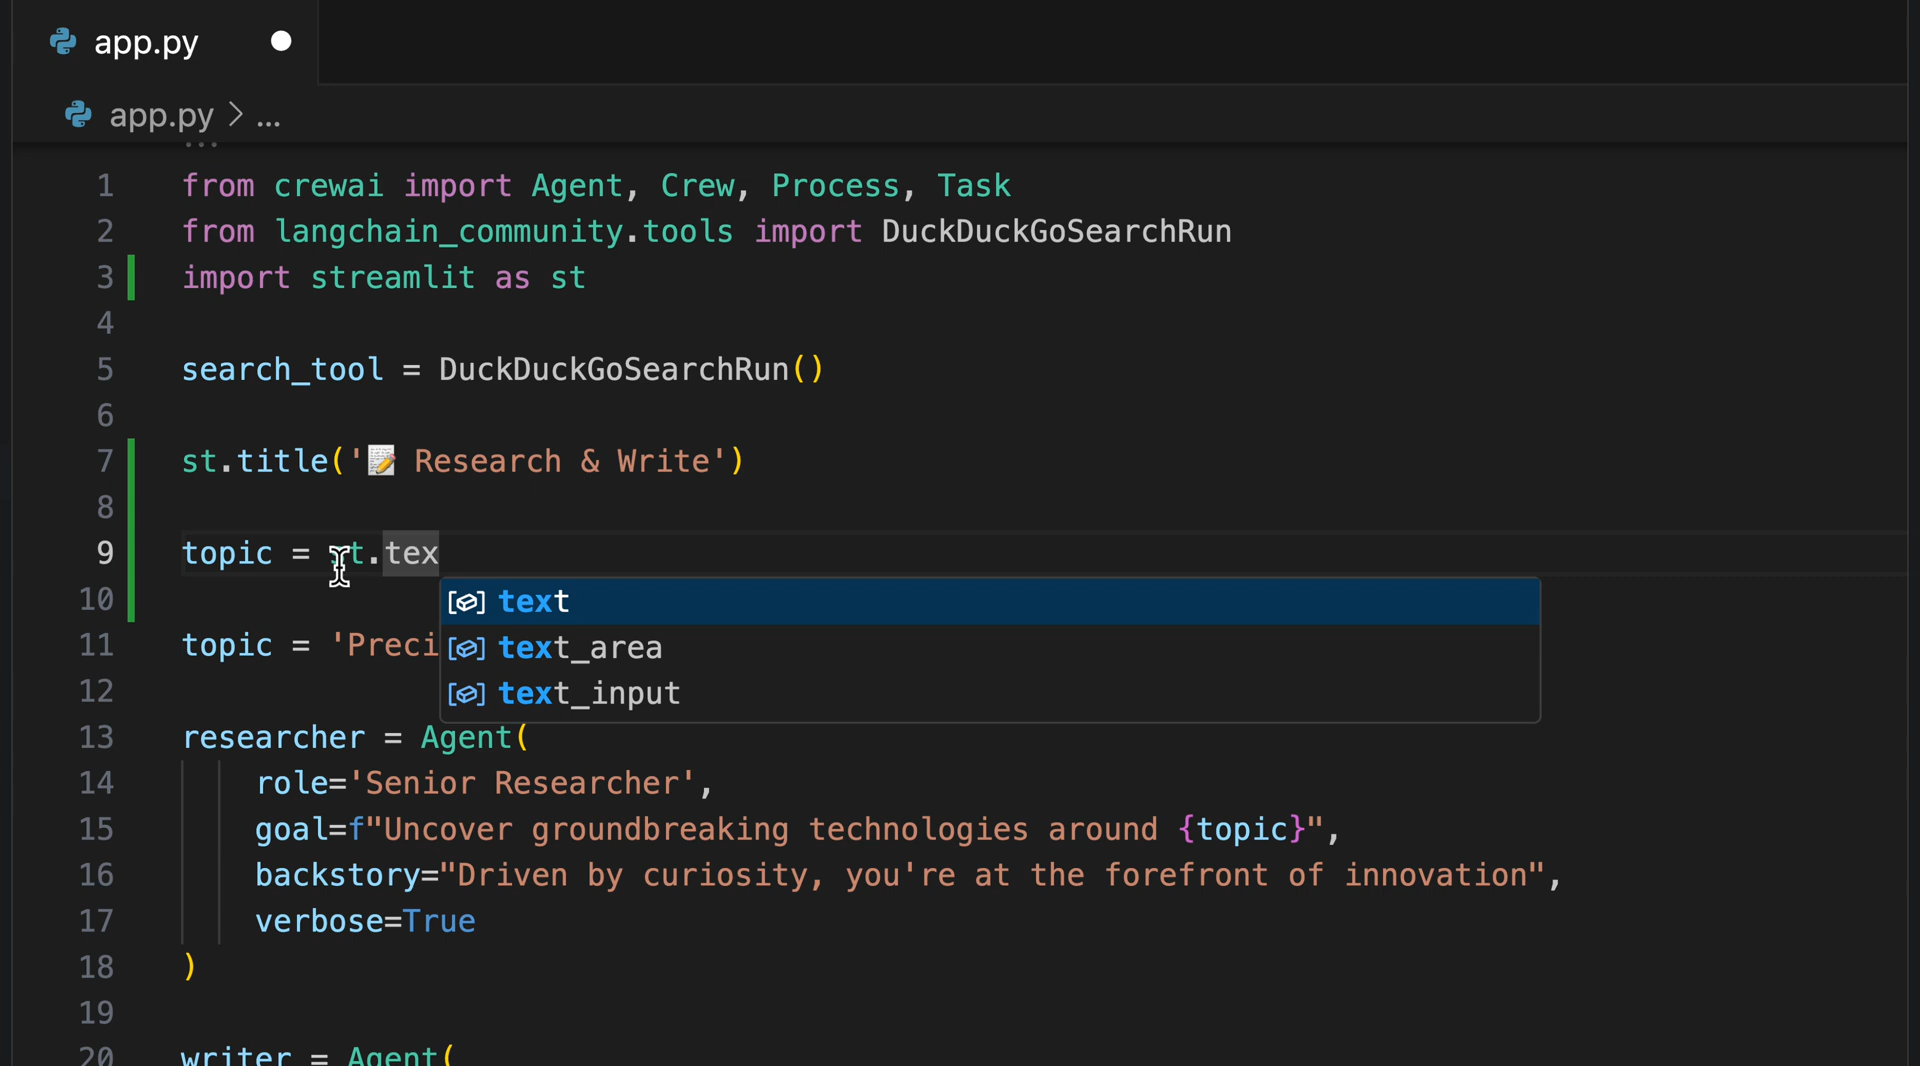 app.py
app.py > ...
1 from crewai import Agent, Crew, Process, Task
2 from langchain_community.tools import DuckDuckGoSearchRun
3 import streamlit as st
4
5 search_tool = DuckDuckGoSearchRun()
6
7 st.title('📝 Research & Write')
8
9 topic = st.tex
10
text
11 topic = 'Preci
text_area
12
text_input
13 researcher = Agent(
14 role='Senior Researcher',
15 goal=f"Uncover groundbreaking technologies around {topic}",
16 backstory="Driven by curiosity, you're at the forefront of innovation",
17 verbose=True
18 )
19
20 writer = Agent(